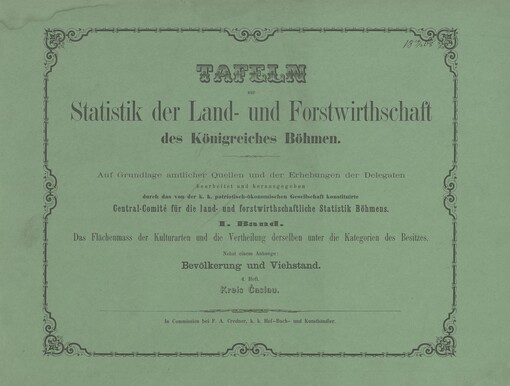 TAFELN
zur
Statistik der Land- und Forstwirthschaft
des Königreiches Böhmen.
Auf Grundlage amtlicher Quellen und der Erhebungen der Delegaten
bearbeitet und herausgegeben
durch das von der k. k. patriotisch-ökonomischen Gesellschaft konstituirte
Central-Comité für die land- und forstwirthschaftliche Statistik Böhmens.
I. Band.
Das Flächenmass der Kulturarten und die Vertheilung derselben unter die Kategorien des Besitzes.
Nebst einem Anhange:
Bevölkerung und Viehstand.
4. Heft.
Kreis Časlau.
In Commission bei F. A. Credner, k. k. Hof-Buch- und Kunsthändler.